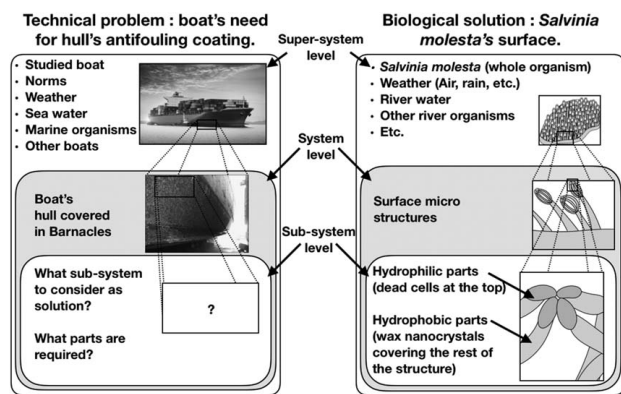 Technical problem : boat's need
for hull's antifouling coating.
• Studied boat
• Norms
• Weather
• Sea water
• Marine organisms
• Other boats
Boat's
hull covered
in Barnacles
What sub-system
to consider as
solution?
What parts are
required?
?
Super-system
level
System
level
Sub-system
level
Biological solution : Salvinia
molesta's surface.
• Salvinia molesta (whole organism)
• Weather (Air, rain, etc.)
• River water
• Other river organisms
• Etc.
Surface micro
structures
Hydrophilic parts
(dead cells at the top)
Hydrophobic parts
(wax nanocrystals
covering the rest of
the structure)